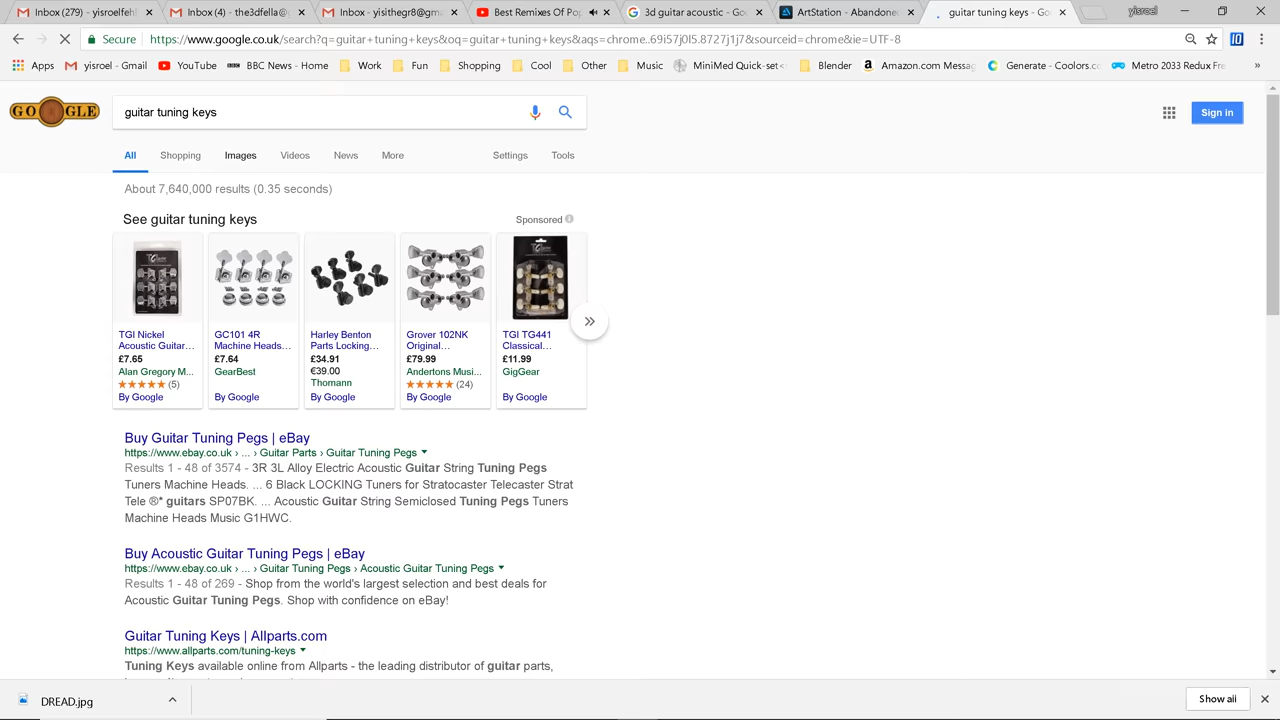 Inbox (279) - yisroelfehl
Inbox (4) - the3dfella@g
Inbox - yisithegr8@gma
Best Remixes Of Pop
3d guitar acoustic - Goo
ArtStation - Abandoned
guitar tuning keys - Goo
yisroel
Secure
https://www.google.co.uk/search?q=guitar+tuning+keys&oq=guitar+tuning+keys&aqs=chrome..69i57j0l5.8727j1j7&sourceid=chrome&ie=UTF-8
Apps
yisroel - Gmail
YouTube
BBC News - Home
Work
Fun
Shopping
Cool
Other
Music
MiniMed Quick-set<
Blender
Amazon.com Messag
Generate - Coolors.c
Metro 2033 Redux Fre
GOOGLE
guitar tuning keys
Sign in
All Shopping Images Videos News More Settings Tools
About 7,640,000 results (0.35 seconds)
See guitar tuning keys
Sponsored
TGI Nickel
Acoustic Guitar...
£7.65
Alan Gregory M...
(5)
By Google
GC101 4R
Machine Heads...
£7.64
GearBest
By Google
Harley Benton
Parts Locking...
£34.91
€39.00
Thomann
By Google
Grover 102NK
Original...
£79.99
Andertons Musi...
(24)
By Google
TGI TG441
Classical...
£11.99
GigGear
By Google
Buy Guitar Tuning Pegs | eBay
https://www.ebay.co.uk › ... › Guitar Parts › Guitar Tuning Pegs
Results 1 - 48 of 3574 - 3R 3L Alloy Electric Acoustic Guitar String Tuning Pegs
Tuners Machine Heads. ... 6 Black LOCKING Tuners for Stratocaster Telecaster Strat
Tele ®* guitars SP07BK. ... Acoustic Guitar String Semiclosed Tuning Pegs Tuners
Machine Heads Music G1HWC.
Buy Acoustic Guitar Tuning Pegs | eBay
https://www.ebay.co.uk › ... › Guitar Tuning Pegs › Acoustic Guitar Tuning Pegs
Results 1 - 48 of 269 - Shop from the world's largest selection and best deals for
Acoustic Guitar Tuning Pegs. Shop with confidence on eBay!
Guitar Tuning Keys | Allparts.com
https://www.allparts.com/tuning-keys
Tuning Keys available online from Allparts - the leading distributor of guitar parts,
DREAD.jpg
Show all